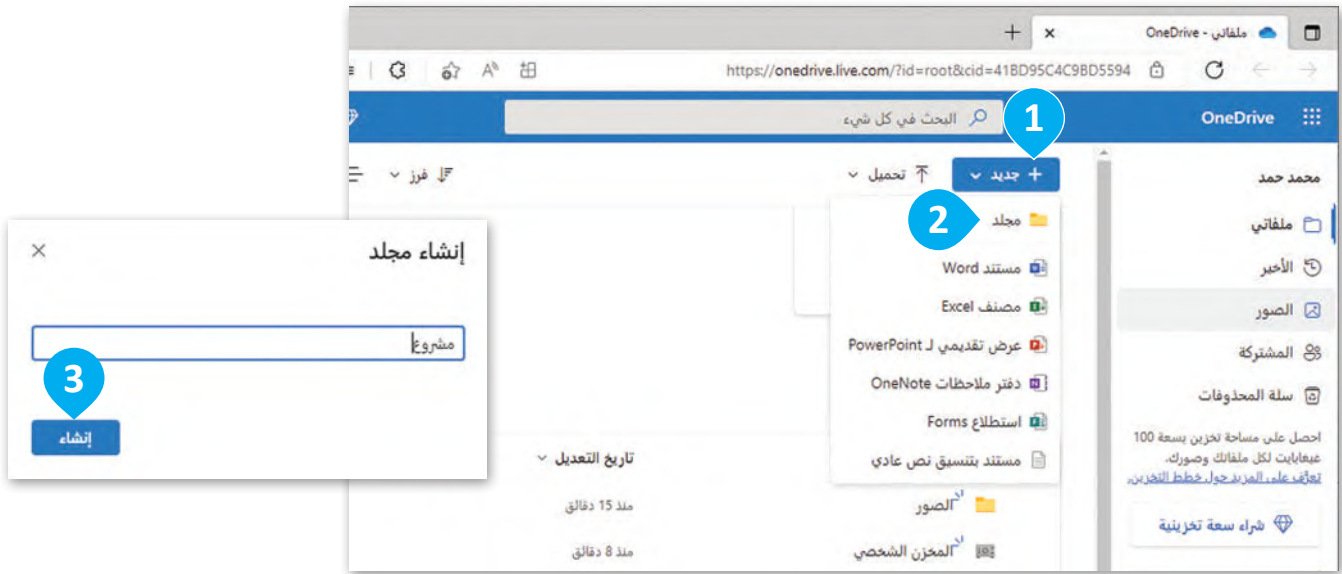 ملفاتي - OneDrive
https://onedrive.live.com/?id=root&cid=41BD95C4C9BD5594
OneDrive
البحث في كل شيء
1
محمد حمد
ملفاتي
الأخير
الصور
المشتركة
سلة المحذوفات
احصل على مساحة تخزين بسعة 100
غيغابايت لكل ملفاتك وصورك.
تعرّف على المزيد حول خطط التخزين.
شراء سعة تخزينية
+ جديد
تحميل
فرز
2
مجلد
مستند Word
مصنف Excel
عرض تقديمي لـ PowerPoint
دفتر ملاحظات OneNote
استطلاع Forms
مستند بتنسيق نص عادي
تاريخ التعديل
الصور
منذ 15 دقائق
المخزن الشخصي
منذ 8 دقائق
إنشاء مجلد
مشروع
3
إنشاء